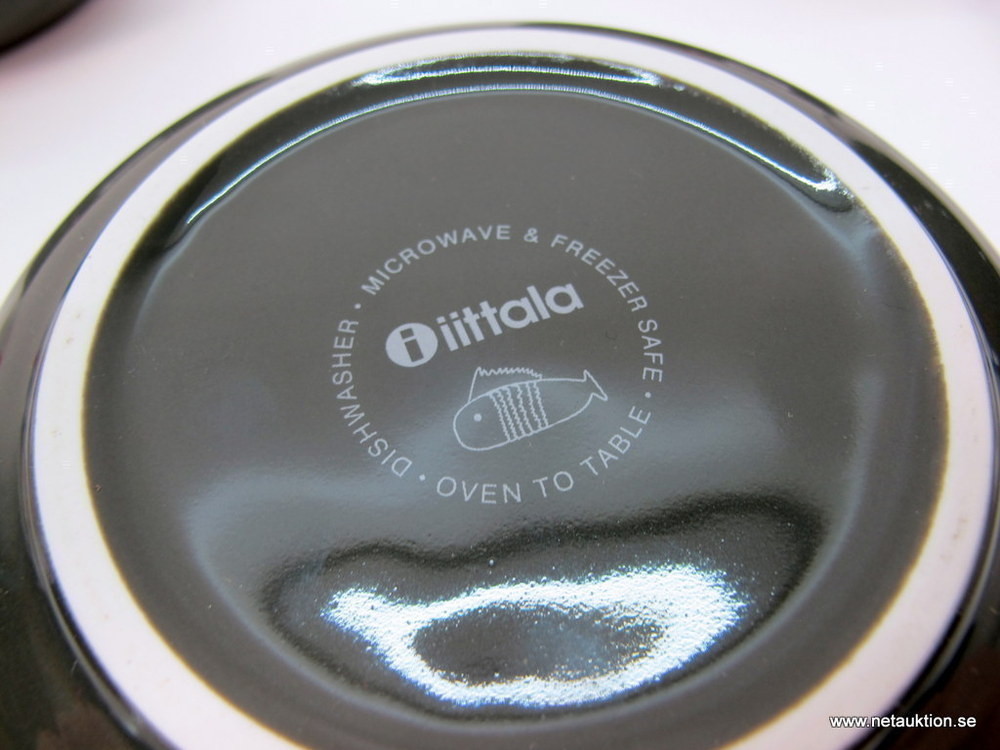 • MICROWAVE & FREEZER SAFE • OVEN TO TABLE • DISHWASHER
i iittala
www.netauktion.se